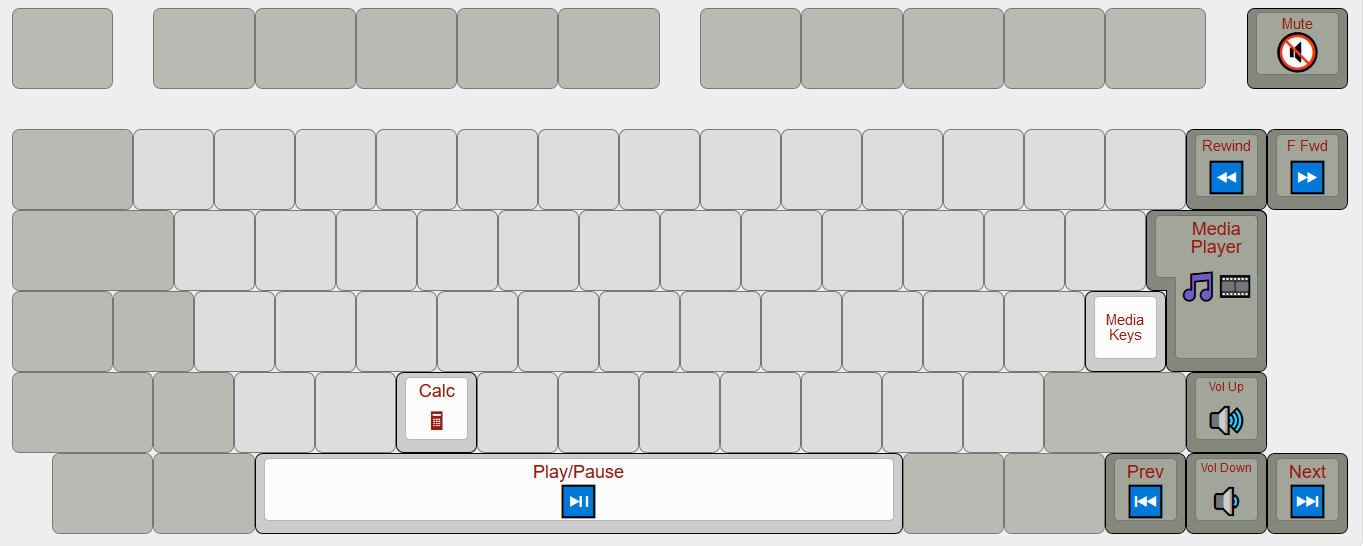 Mute
Rewind
F Fwd
Media
Player
Media
Keys
Calc
Vol Up
Play/Pause
Prev
Vol Down
Next